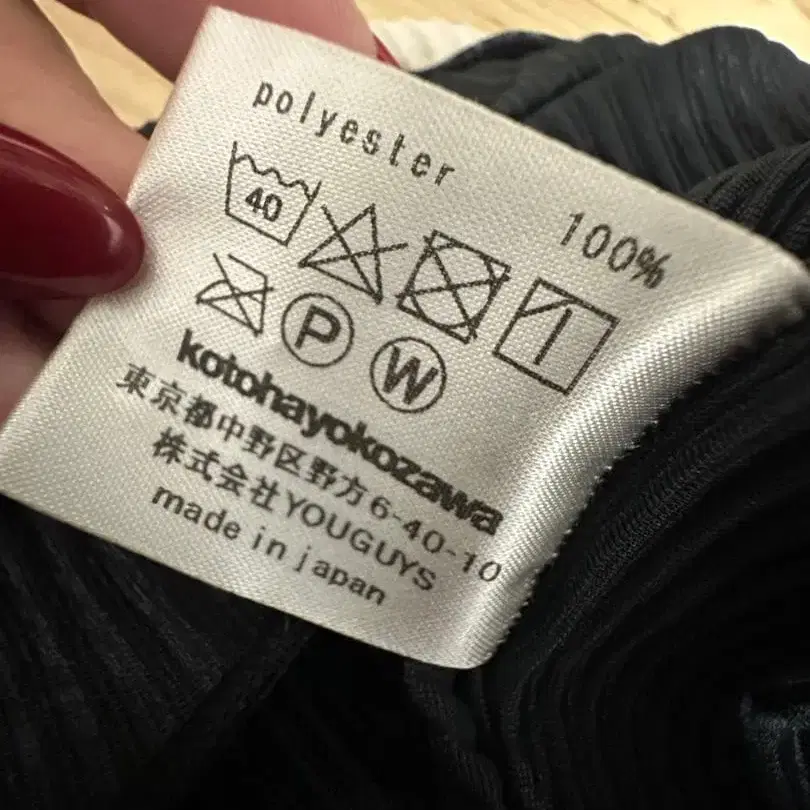 polyester 100%
40
P W
kotohayokozawa
東京都中野区野方6-40-10
株式会社YOUGUYS
made in japan